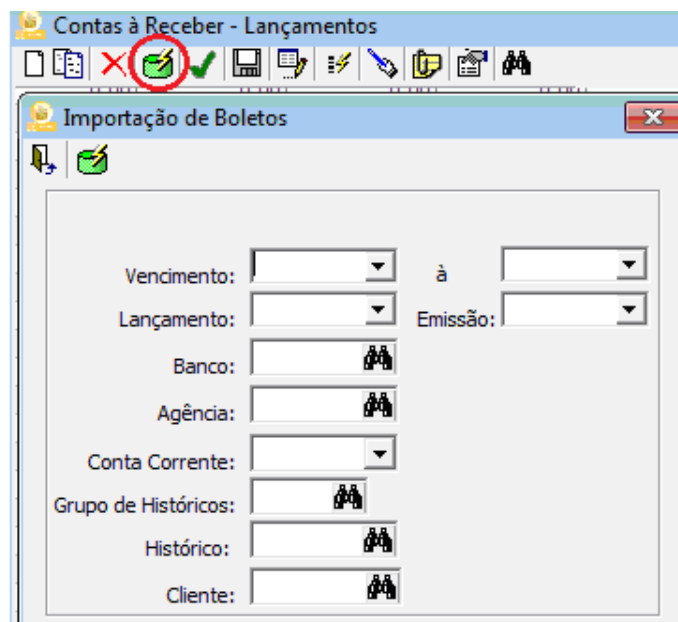 Contas à Receber - Lançamentos
Importação de Boletos
Vencimento: à
Lançamento: Emissão:
Banco:
Agência:
Conta Corrente:
Grupo de Históricos:
Histórico:
Cliente: